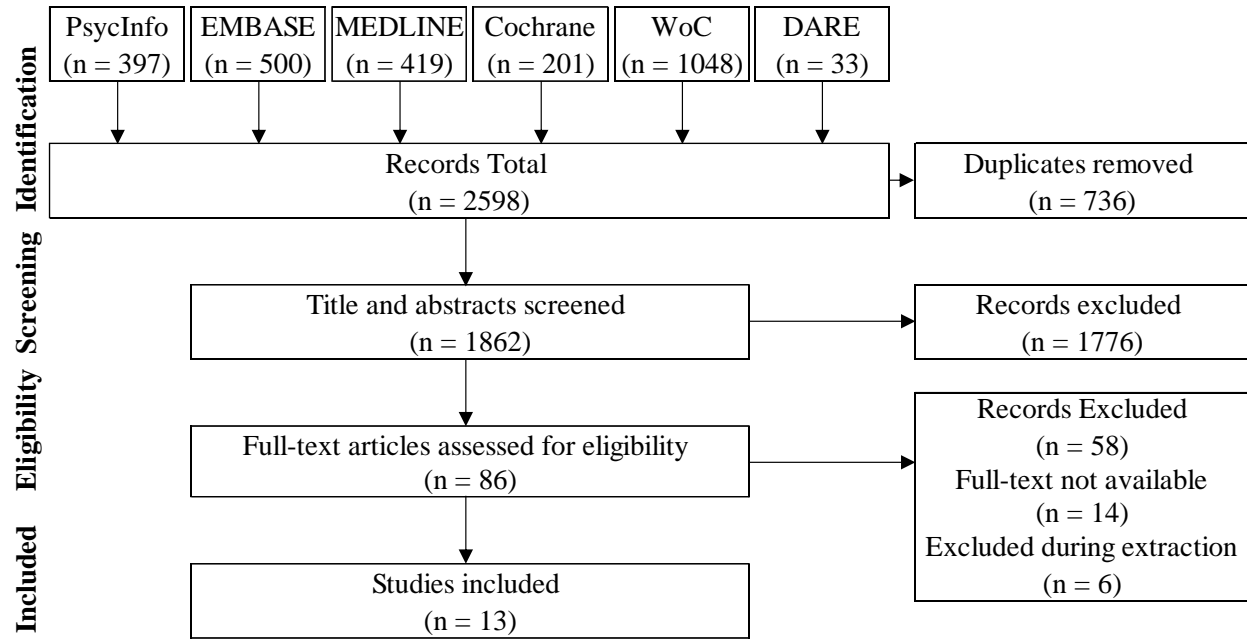 PsycInfo
(n = 397)
EMBASE
(n = 500)
MEDLINE
(n = 419)
Cochrane
(n = 201)
WoC
(n = 1048)
DARE
(n = 33)
Identification
Records Total
(n = 2598)
Duplicates removed
(n = 736)
Screening
Title and abstracts screened
(n = 1862)
Records excluded
(n = 1776)
Eligibility
Full-text articles assessed for eligibility
(n = 86)
Records Excluded
(n = 58)
Full-text not available
(n = 14)
Excluded during extraction
(n = 6)
Included
Studies included
(n = 13)